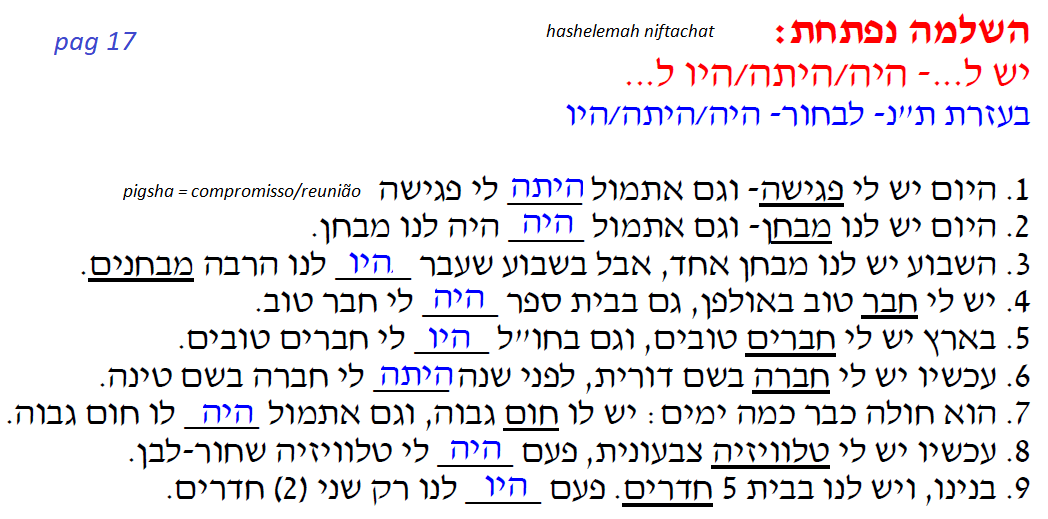 pag 17
hashelemah niftachat
השלמה נפתחת:
יש ל...- היה/היתה/היו ל...
בעזרת ת"נ- לבחור- היה/היתה/היו
1. היום יש לי פגישה- וגם אתמול היתה לי פגישה pigsha = compromisso/reunião
2. היום יש לנו מבחן- וגם אתמול היה היה לנו מבחן.
3. השבוע יש לנו מבחן אחד, אבל בשבוע שעבר היו לנו הרבה מבחנים.
4. יש לי חבר טוב באולפן, גם בבית ספר היה לי חבר טוב.
5. בארץ יש לי חברים טובים, וגם בחו"ל היו לי חברים טובים.
6. עכשיו יש לי חברה בשם דורית, לפני שנה היתה לי חברה בשם טינה.
7. הוא חולה כבר כמה ימים: יש לו חום גבוה, וגם אתמול היה לו חום גבוה.
8. עכשיו יש לי טלוויזיה צבעונית, פעם היה לי טלוויזיה שחור-לבן.
9. בנינו, ויש לנו בבית 5 חדרים. פעם היו לנו רק שני (2) חדרים.